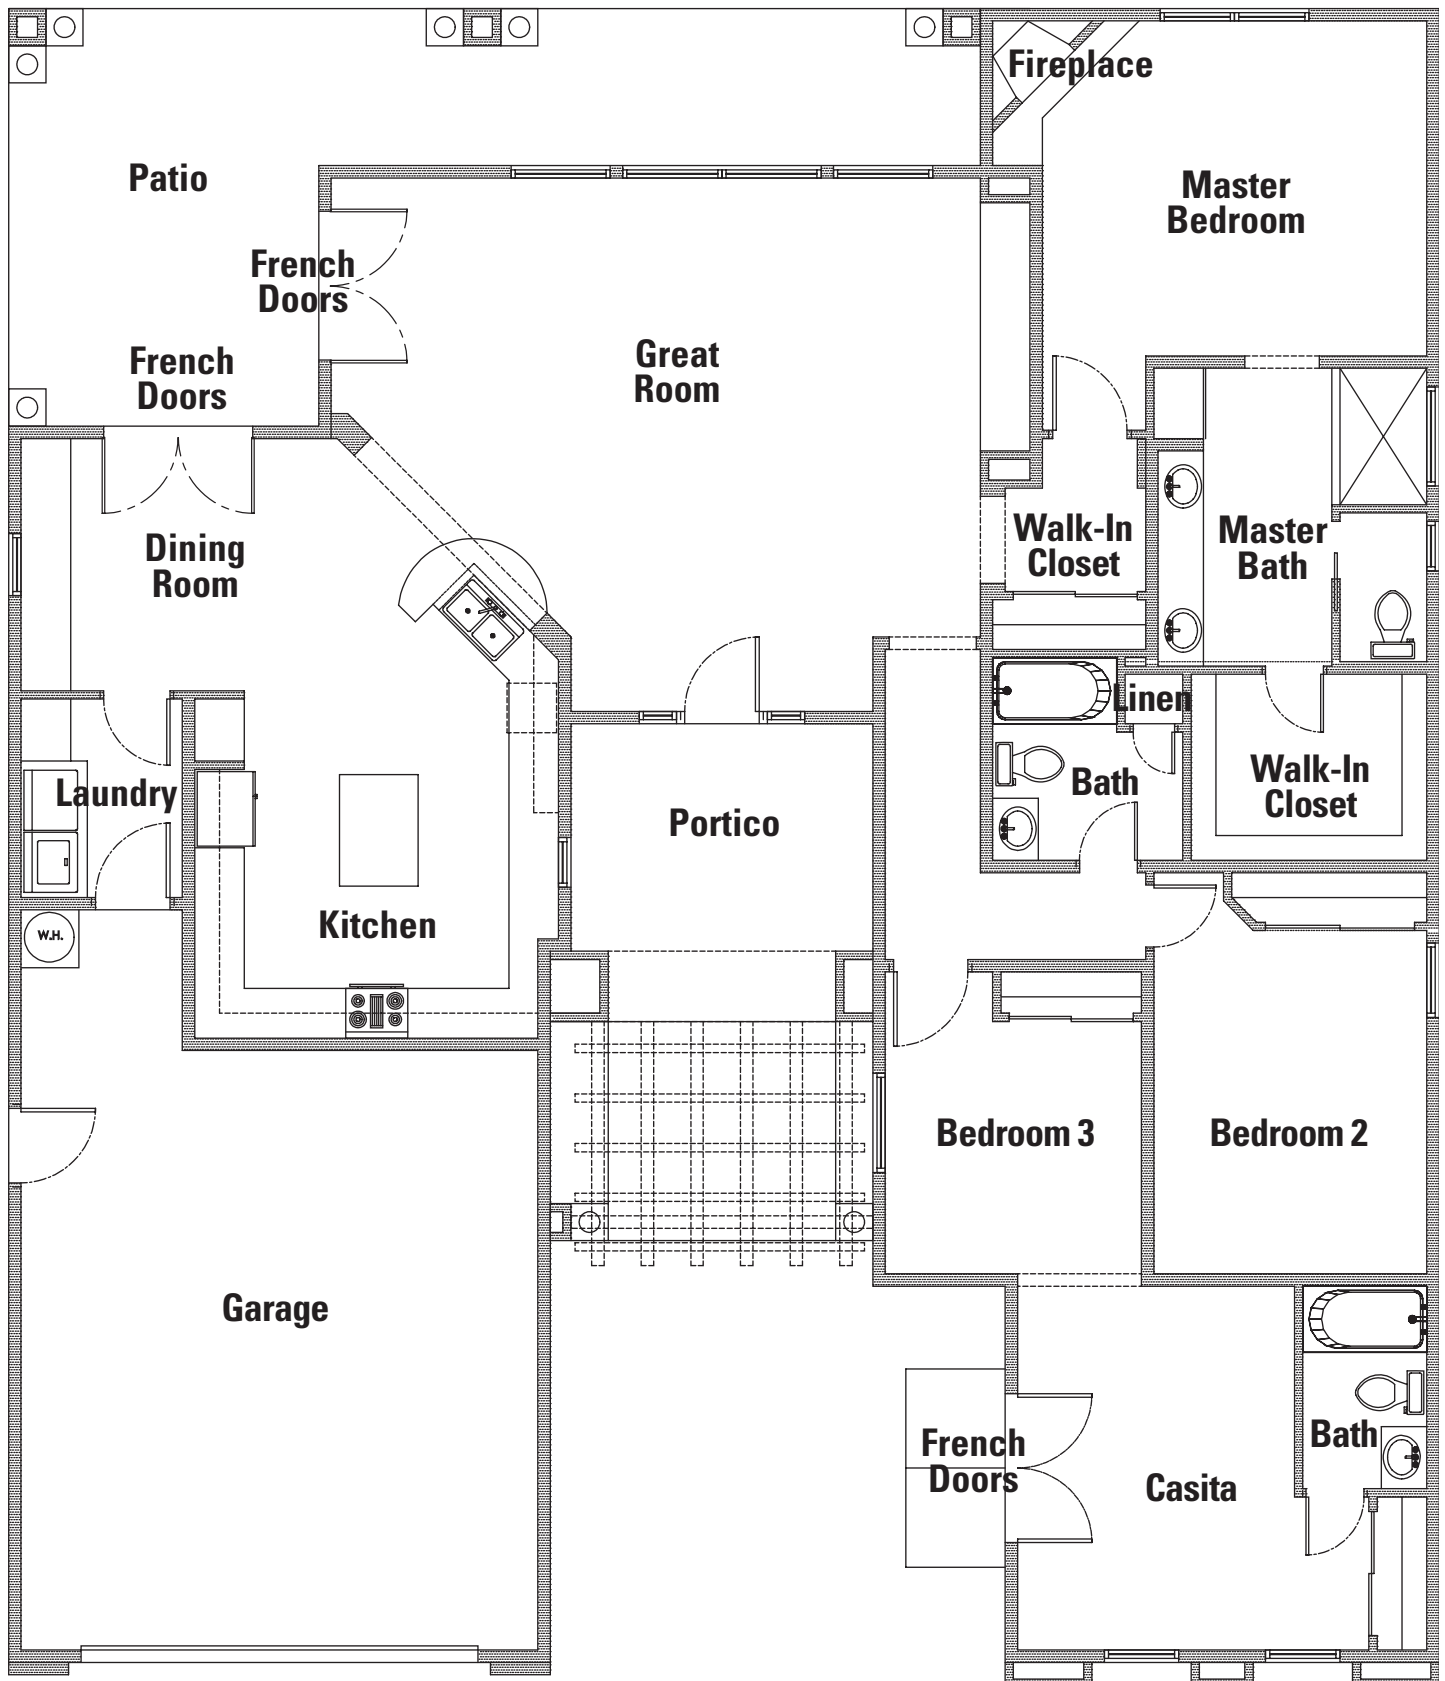 Fireplace
Patio
Master
Bedroom
French
Doors
French
Doors
Great
Room
Dining
Room
Walk-In
Closet
Master
Bath
Linen
Laundry
Bath
Walk-In
Closet
Portico
Kitchen
W.H.
Bedroom 3
Bedroom 2
Garage
French
Doors
Casita
Bath